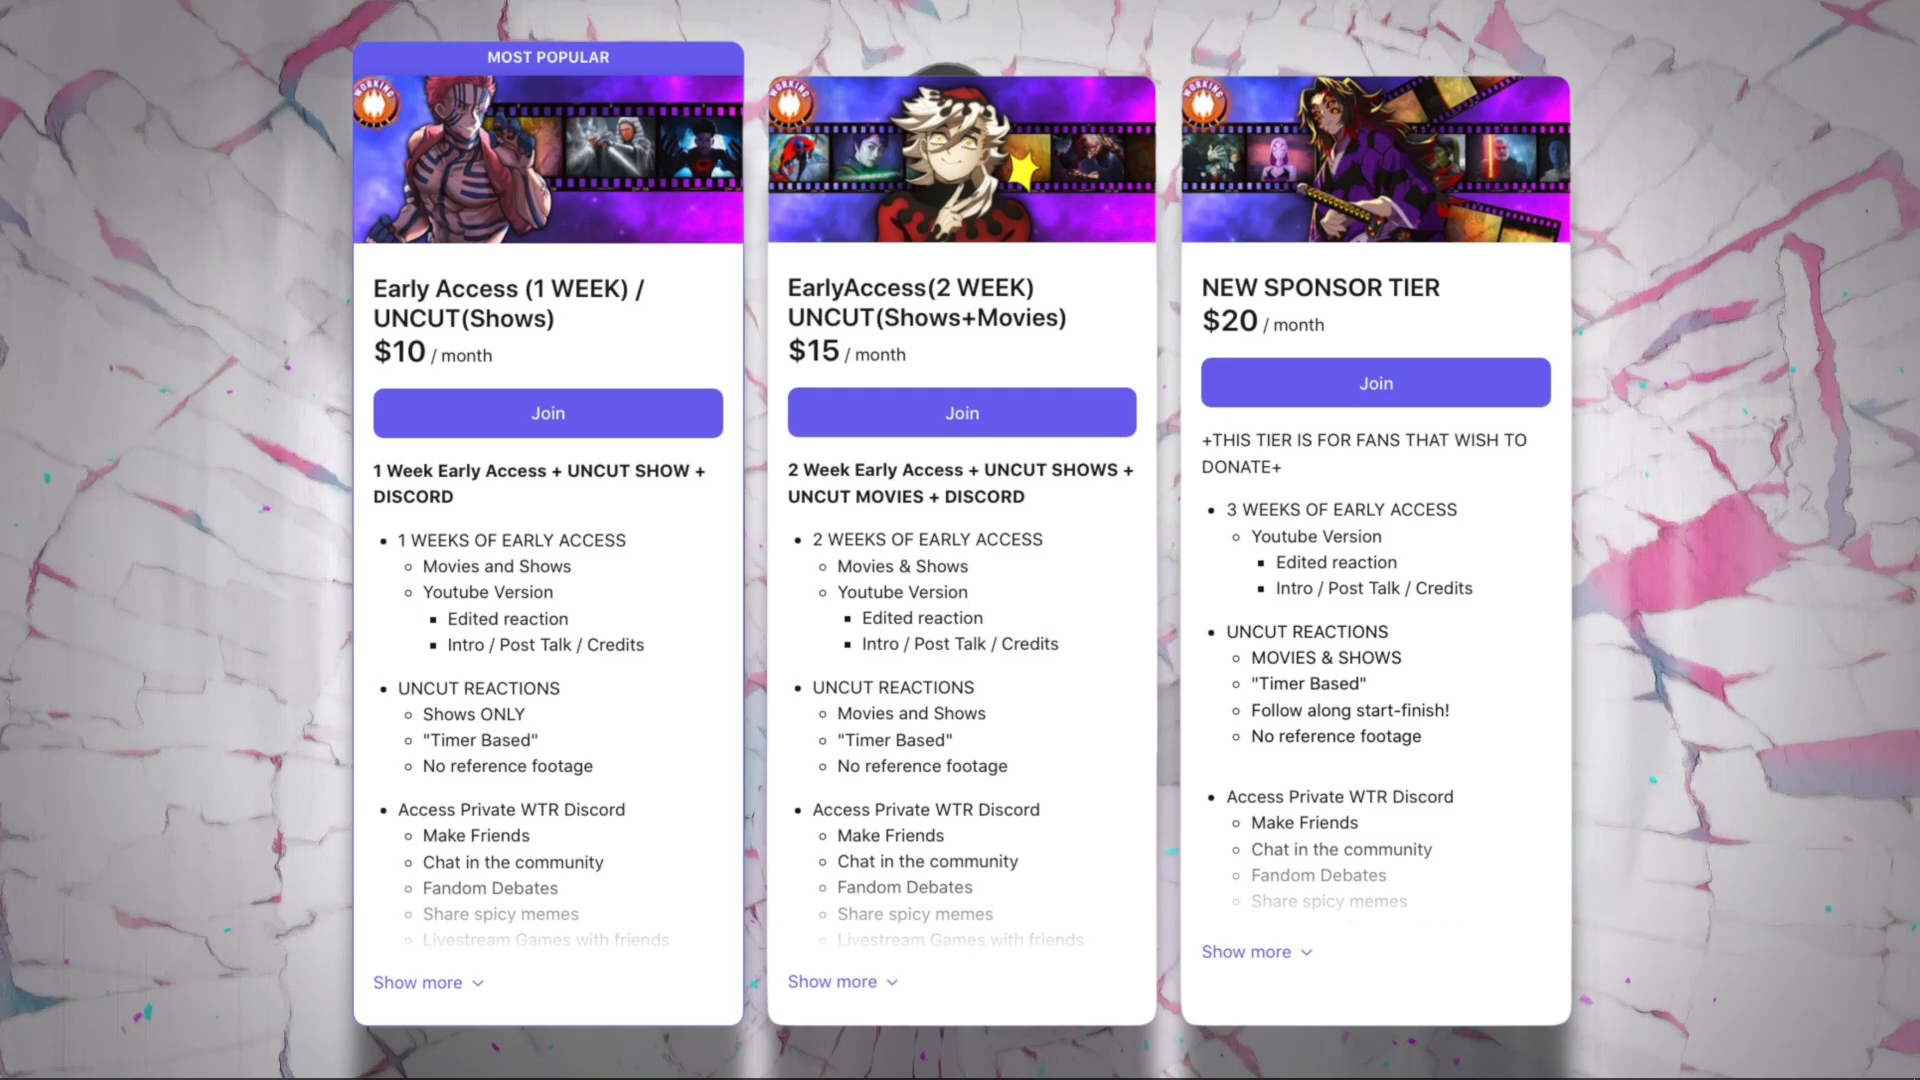 MOST POPULAR
WORKING
Early Access (1 WEEK) /
UNCUT(Shows)
$10 / month
Join
1 Week Early Access + UNCUT SHOW +
DISCORD
1 WEEKS OF EARLY ACCESS
Movies and Shows
Youtube Version
Edited reaction
Intro / Post Talk / Credits
UNCUT REACTIONS
Shows ONLY
"Timer Based"
No reference footage
Access Private WTR Discord
Make Friends
Chat in the community
Fandom Debates
Share spicy memes
Livestream Games with friends
Show more
WORKING
EarlyAccess(2 WEEK)
UNCUT(Shows+Movies)
$15 / month
Join
2 Week Early Access + UNCUT SHOWS +
UNCUT MOVIES + DISCORD
2 WEEKS OF EARLY ACCESS
Movies & Shows
Youtube Version
Edited reaction
Intro / Post Talk / Credits
UNCUT REACTIONS
Movies and Shows
"Timer Based"
No reference footage
Access Private WTR Discord
Make Friends
Chat in the community
Fandom Debates
Share spicy memes
Livestream Games with friends
Show more
WORKING
NEW SPONSOR TIER
$20 / month
Join
+THIS TIER IS FOR FANS THAT WISH TO
DONATE+
3 WEEKS OF EARLY ACCESS
Youtube Version
Edited reaction
Intro / Post Talk / Credits
UNCUT REACTIONS
MOVIES & SHOWS
"Timer Based"
Follow along start-finish!
No reference footage
Access Private WTR Discord
Make Friends
Chat in the community
Fandom Debates
Share spicy memes
Show more